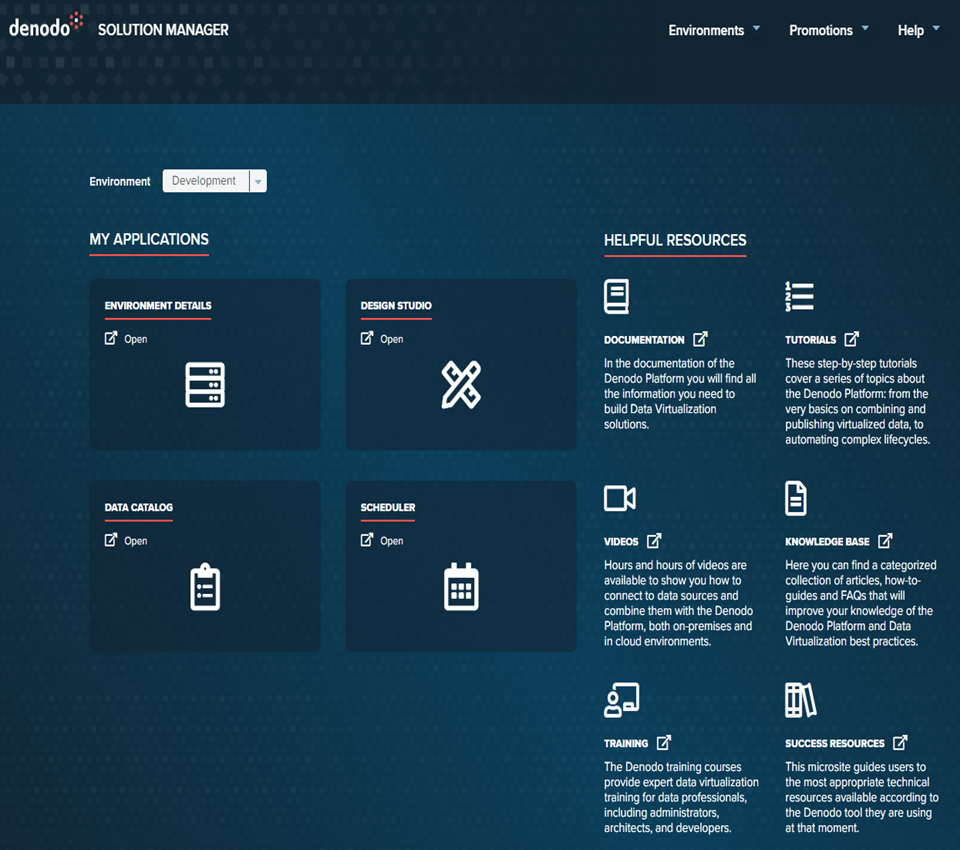 denodo SOLUTION MANAGER
Environments
Promotions
Help
Environment
Development
MY APPLICATIONS
ENVIRONMENT DETAILS
Open
DESIGN STUDIO
Open
DATA CATALOG
Open
SCHEDULER
Open
HELPFUL RESOURCES
DOCUMENTATION
In the documentation of the
Denodo Platform you will find all
the information you need to
build Data Virtualization
solutions.
1
2
3
TUTORIALS
These step-by-step tutorials
cover a series of topics about
the Denodo Platform: from the
very basics on combining and
publishing virtualized data, to
automating complex lifecycles.
VIDEOS
Hours and hours of videos are
available to show you how to
connect to data sources and
combine them with the Denodo
Platform, both on-premises and
in cloud environments.
KNOWLEDGE BASE
Here you can find a categorized
collection of articles, how-to-
guides and FAQs that will
improve your knowledge of the
Denodo Platform and Data
Virtualization best practices.
TRAINING
The Denodo training courses
provide expert data virtualization
training for data professionals,
including administrators,
architects, and developers.
SUCCESS RESOURCES
This microsite guides users to
the most appropriate technical
resources available according to
the Denodo tool they are using
at that moment.